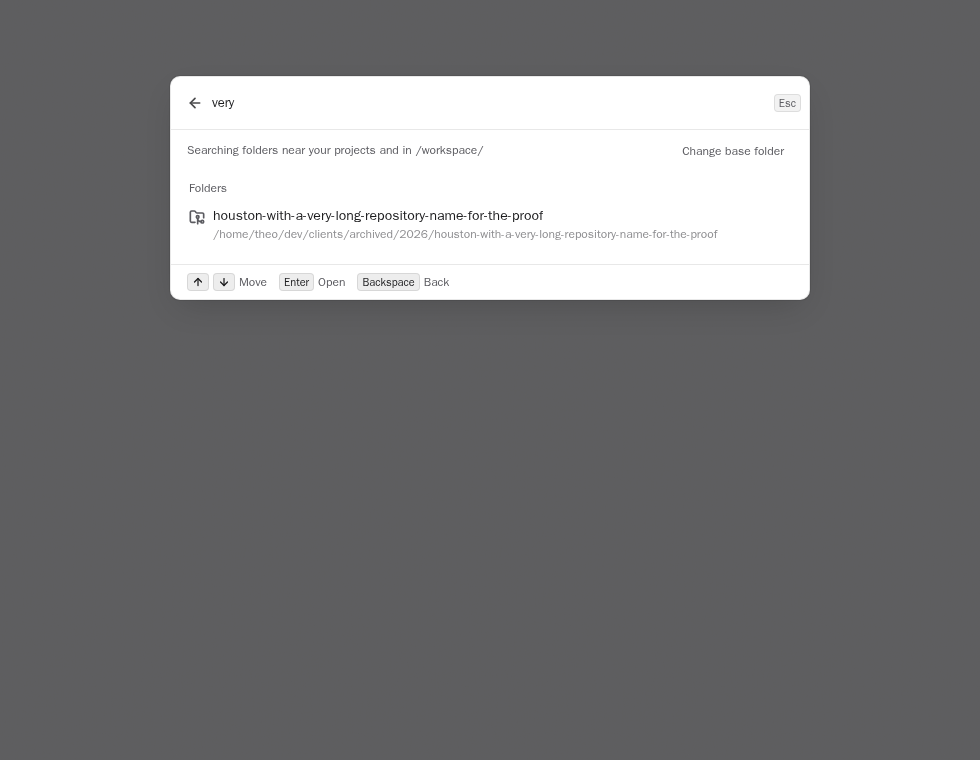 very
Esc
Searching folders near your projects and in /workspace/
Change base folder
Folders
houston-with-a-very-long-repository-name-for-the-proof
/home/theo/dev/clients/archived/2026/houston-with-a-very-long-repository-name-for-the-proof
↑ ↓ Move Enter Open Backspace Back